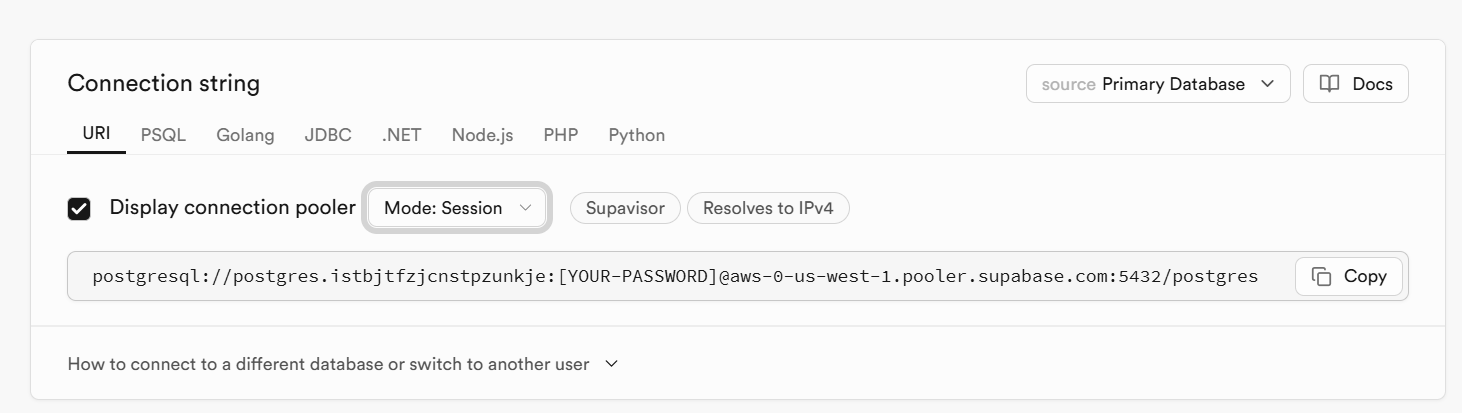 Connection string
source Primary Database
Docs
URI PSQL Golang JDBC .NET Node.js PHP Python
Display connection pooler Mode: Session Supavisor Resolves to IPv4
postgresql://postgres.istbjtfzjcnstpzunkje:[YOUR-PASSWORD]@aws-0-us-west-1.pooler.supabase.com:5432/postgres Copy
How to connect to a different database or switch to another user